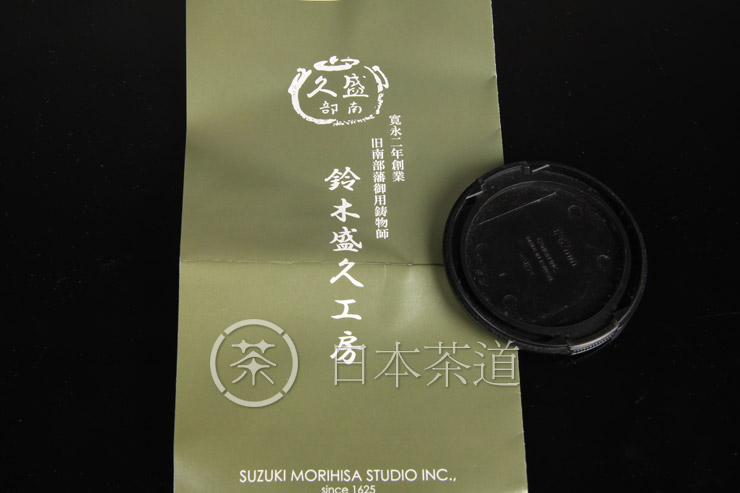 盛久
南部
寛永二年創業
旧南部藩御用鋳物師
鈴木盛久工房
茶 日本茶道
SUZUKI MORIHISA STUDIO INC.,
since 1625